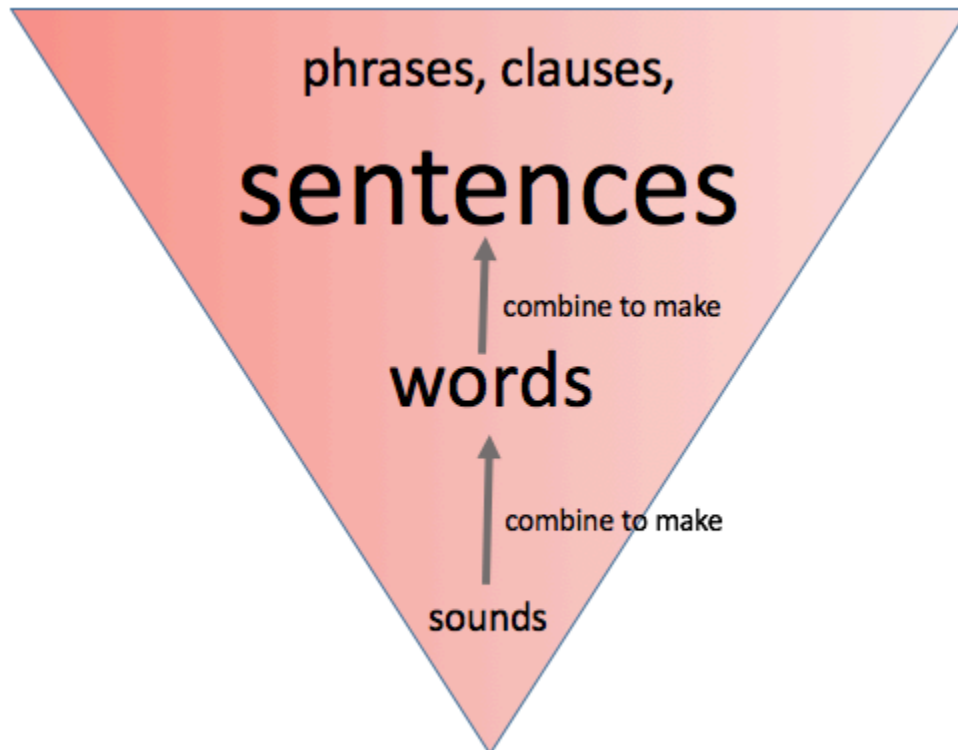 phrases, clauses,
sentences
combine to make
words
combine to make
sounds